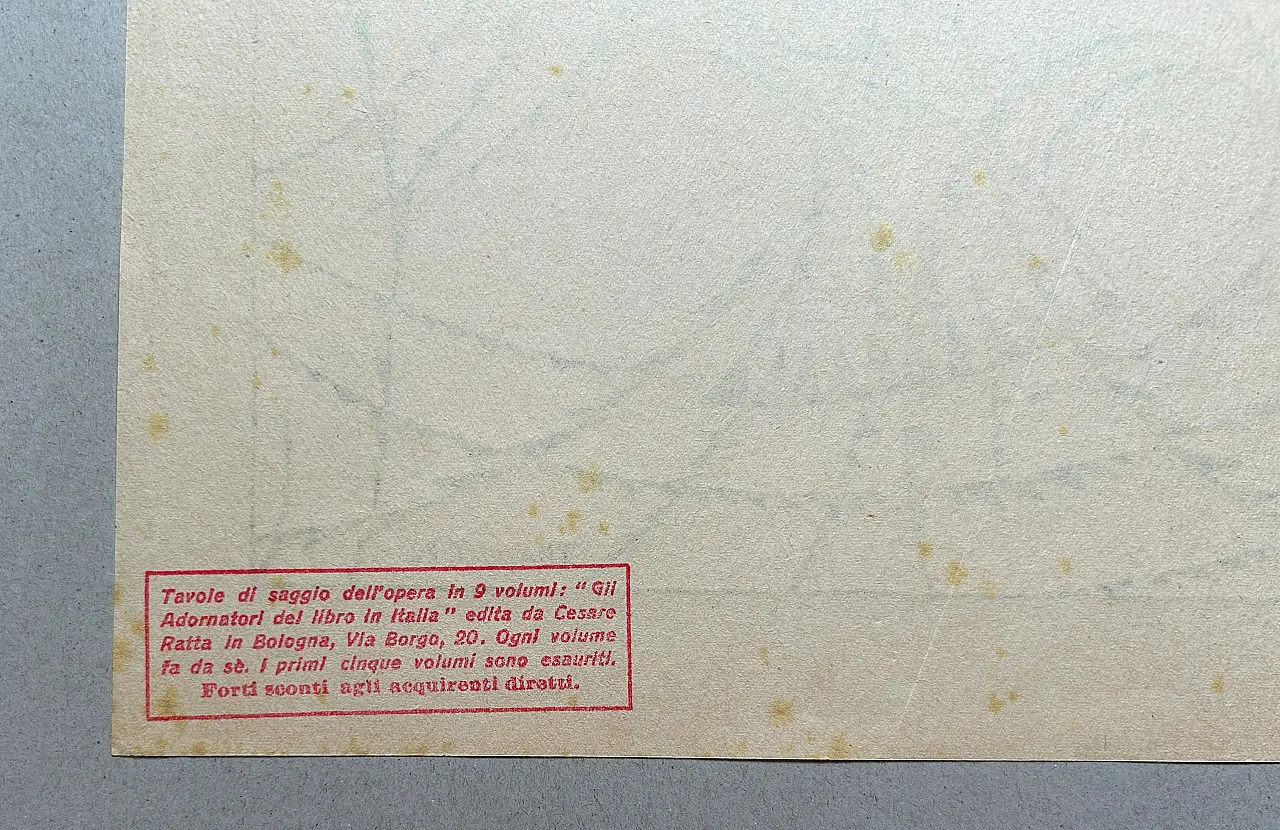 Tavole di saggio dell'opera in 9 volumi: "Gli
Adornatori del libro in Italia" edita da Cesare
Ratta in Bologna, Via Borgo, 20. Ogni volume
fa da sè. I primi cinque volumi sono esauriti.
Forti sconti agli acquirenti diretti.